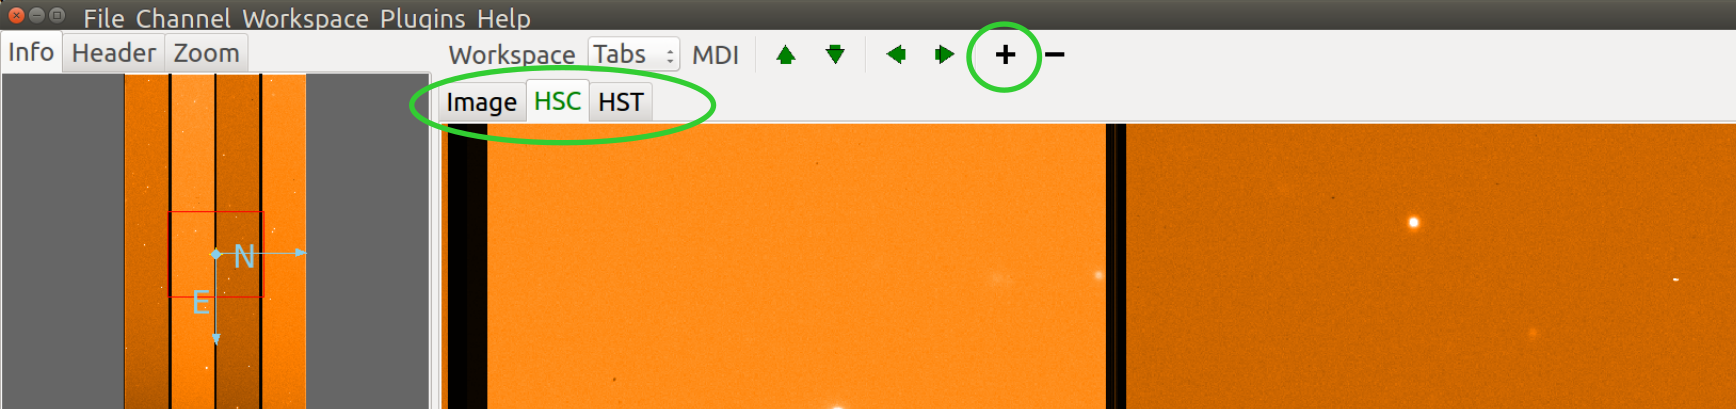 File Channel Workspace Plugins Help
Info Header Zoom
Workspace Tabs MDI
Image HSC HST
N
E